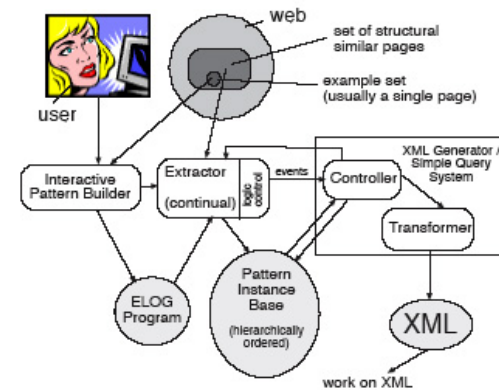 web
set of structural
similar pages
example set
(usually a single page)
user
Interactive
Pattern Builder
Extractor
(continual)
logic
control
events
Controller
XML Generator /
Simple Query
System
Transformer
ELOG
Program
Pattern
Instance
Base
(hierarchically
ordered)
XML
work on XML